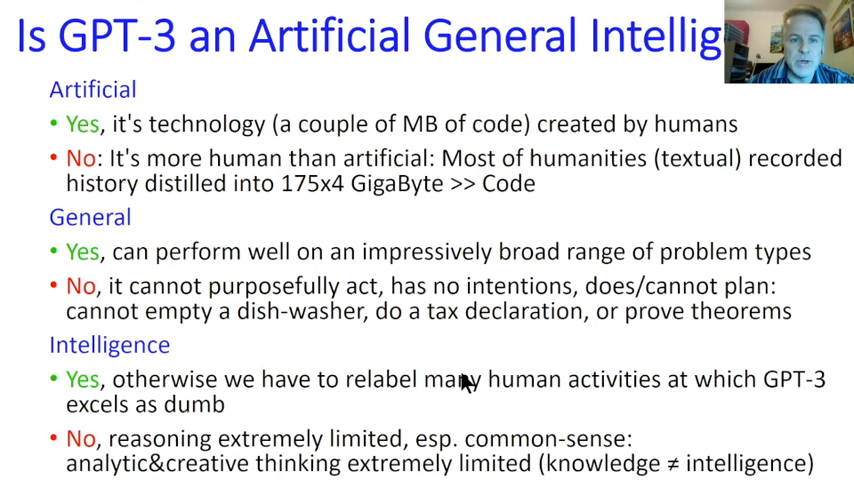 Is GPT-3 an Artificial General Intellig
Artificial
• Yes, it's technology (a couple of MB of code) created by humans
• No: It's more human than artificial: Most of humanities (textual) recorded
history distilled into 175x4 GigaByte >> Code
General
• Yes, can perform well on an impressively broad range of problem types
• No, it cannot purposefully act, has no intentions, does/cannot plan:
cannot empty a dish-washer, do a tax declaration, or prove theorems
Intelligence
• Yes, otherwise we have to relabel many human activities at which GPT-3
excels as dumb
• No, reasoning extremely limited, esp. common-sense:
analytic&creative thinking extremely limited (knowledge ≠ intelligence)